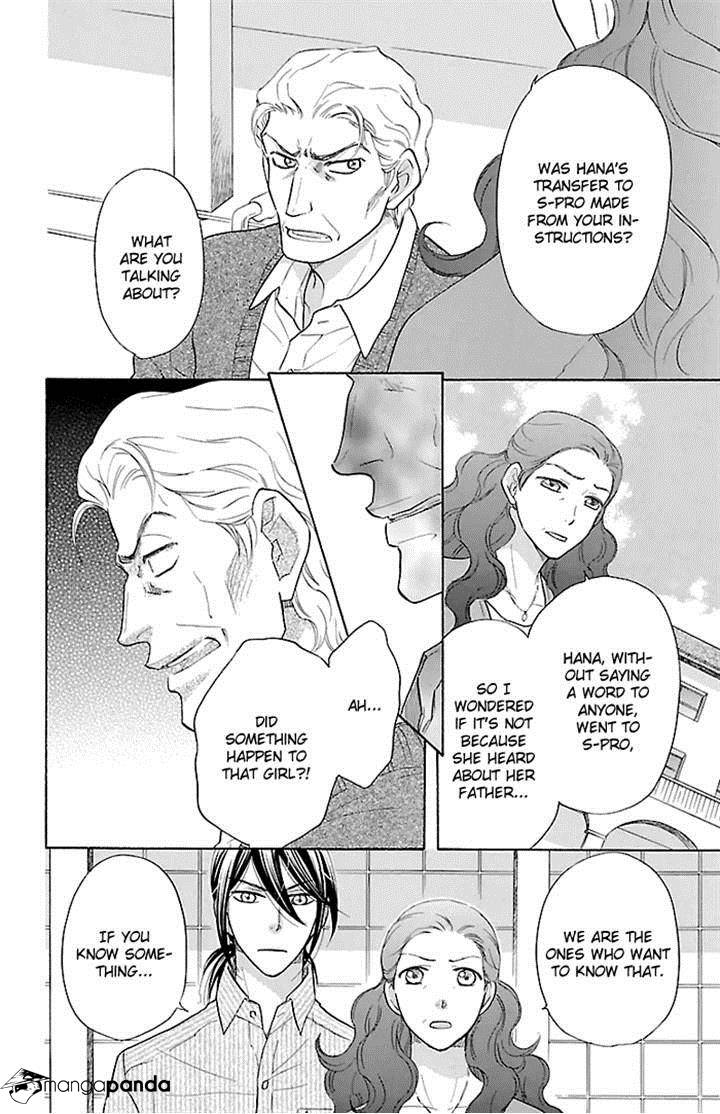 WAS HANA'S
TRANSFER TO
S-PRO MADE
FROM YOUR IN-
STRUCTIONS?
WHAT
ARE YOU
TALKING
ABOUT?
HANA, WITH-
OUT SAYING
A WORD TO
ANYONE,
WENT TO
S-PRO,
SO I
WONDERED
IF IT'S NOT
BECAUSE
SHE HEARD
ABOUT HER
FATHER...
AH...
DID
SOMETHING
HAPPEN TO
THAT GIRL?!
WE ARE THE
ONES WHO WANT
TO KNOW THAT.
IF YOU
KNOW SOME-
THING...
mangapanda